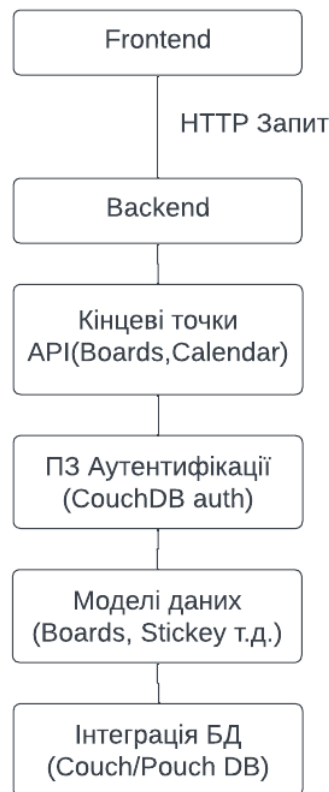 Frontend
HTTP Запит
Backend
Кінцеві точки
API(Boards,Calendar)
ПЗ Аутентифікації
(CouchDB auth)
Моделі даних
(Boards, Stickey т.д.)
Інтеграція БД
(Couch/Pouch DB)